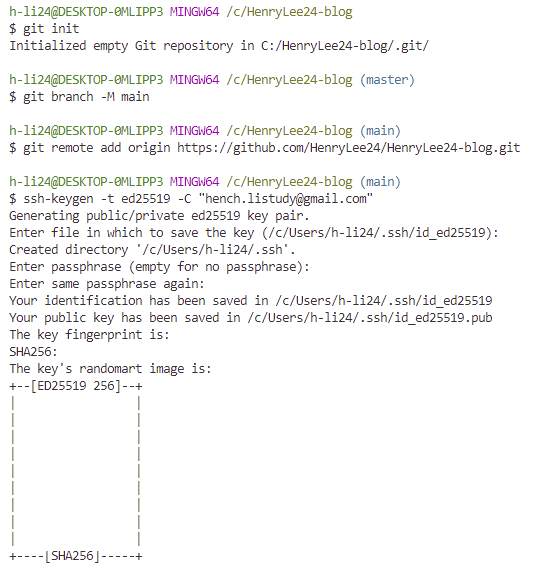 h-li24@DESKTOP-0MLIPP3 MINGW64 /c/HenryLee24-blog
$ git init
Initialized empty Git repository in C:/HenryLee24-blog/.git/

h-li24@DESKTOP-0MLIPP3 MINGW64 /c/HenryLee24-blog (master)
$ git branch -M main

h-li24@DESKTOP-0MLIPP3 MINGW64 /c/HenryLee24-blog (main)
$ git remote add origin https://github.com/HenryLee24/HenryLee24-blog.git

h-li24@DESKTOP-0MLIPP3 MINGW64 /c/HenryLee24-blog (main)
$ ssh-keygen -t ed25519 -C "hench.listudy@gmail.com"
Generating public/private ed25519 key pair.
Enter file in which to save the key (/c/Users/h-li24/.ssh/id_ed25519):
Created directory '/c/Users/h-li24/.ssh'.
Enter passphrase (empty for no passphrase):
Enter same passphrase again:
Your identification has been saved in /c/Users/h-li24/.ssh/id_ed25519
Your public key has been saved in /c/Users/h-li24/.ssh/id_ed25519.pub
The key fingerprint is:
SHA256:
The key's randomart image is:
+--[ED25519 256]--+
|                 |
|                 |
|                 |
|                 |
|                 |
|                 |
|                 |
|                 |
|                 |
+----[SHA256]-----+